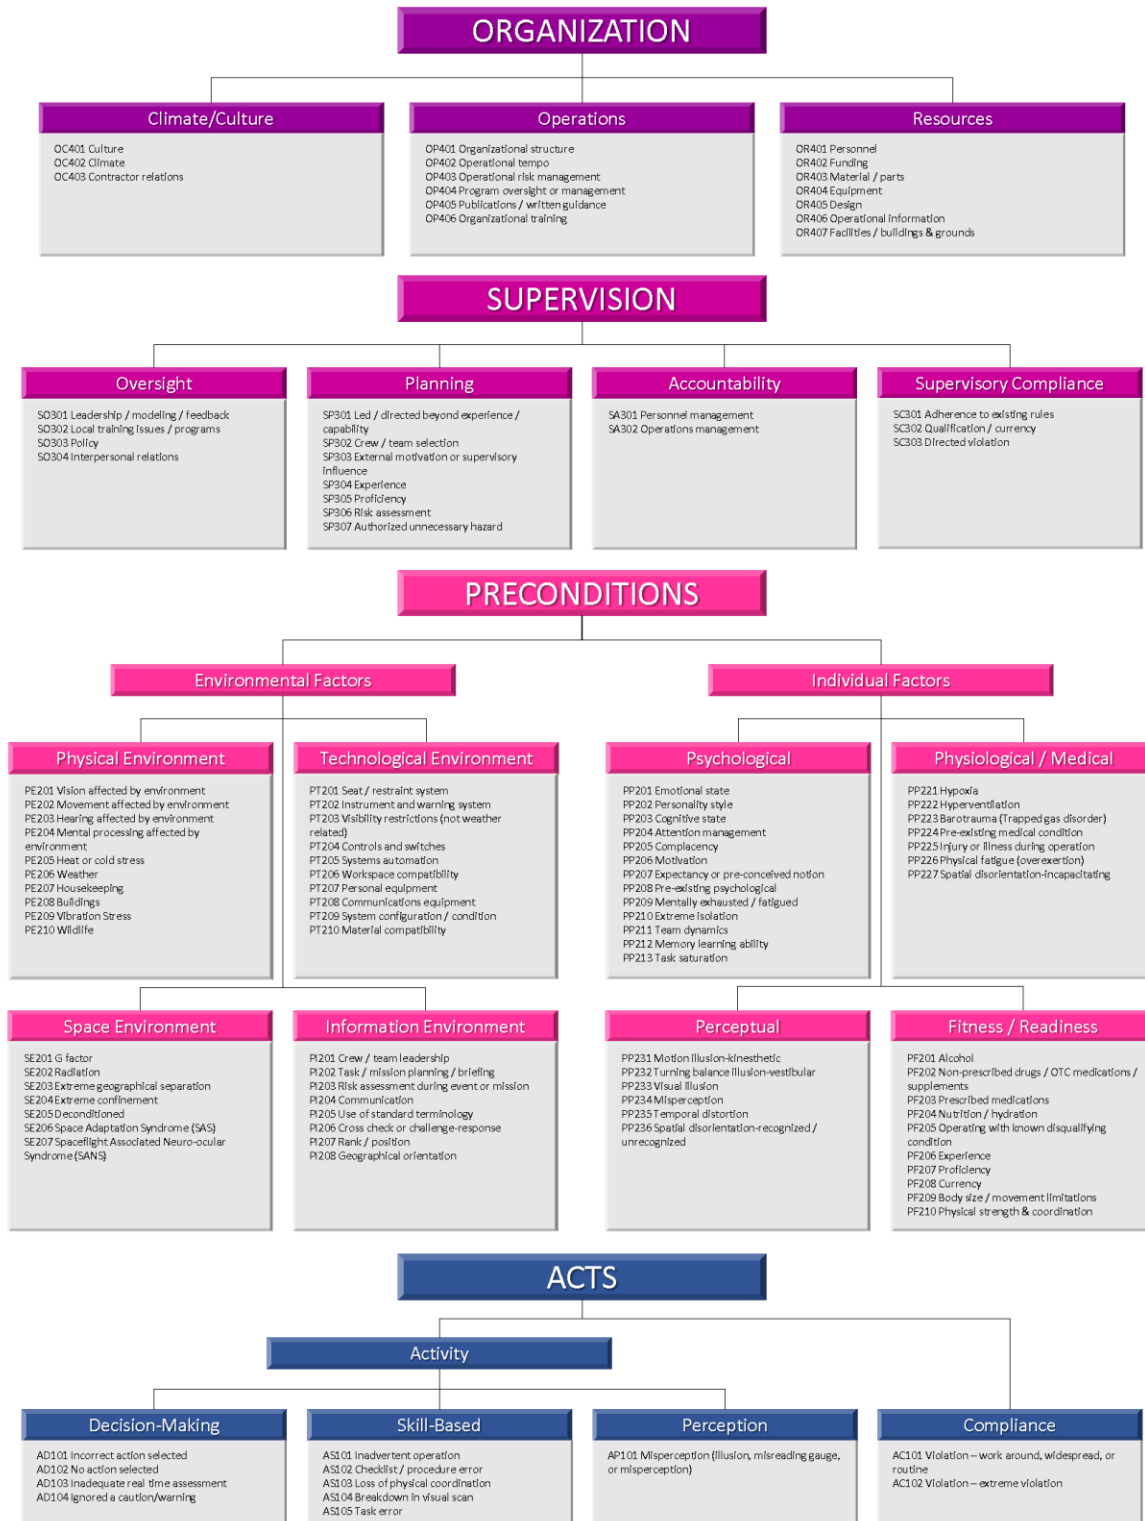 ORGANIZATION
Climate/Culture
OC401 Culture
OC402 Climate
OC403 Contractor relations
Operations
OP401 Organizational structure
OP402 Operational tempo
OP403 Operational risk management
OP404 Program oversight or management
OP405 Publications / written guidance
OP406 Organizational training
Resources
OR401 Personnel
OR402 Funding
OR403 Material / parts
OR404 Equipment
OR405 Design
OR406 Operational information
OR407 Facilities / buildings & grounds
SUPERVISION
Oversight
SO301 Leadership / modeling / feedback
SO302 Local training issues / programs
SO303 Policy
SO304 Interpersonal relations
Planning
SP301 Led / directed beyond experience /
capability
SP302 Crew / team selection
SP303 External motivation or supervisory
influence
SP304 Experience
SP305 Proficiency
SP306 Risk assessment
SP307 Authorized unnecessary hazard
Accountability
SA301 Personnel management
SA302 Operations management
Supervisory Compliance
SC301 Adherence to existing rules
SC302 Qualification / currency
SC303 Directed violation
PRECONDITIONS
Environmental Factors
Individual Factors
Physical Environment
PE201 Vision affected by environment
PE202 Movement affected by environment
PE203 Hearing affected by environment
PE204 Mental processing affected by
environment
PE205 Heat or cold stress
PE206 Weather
PE207 Housekeeping
PE208 Buildings
PE209 Vibration Stress
PE210 Wildlife
Technological Environment
PT201 Seat / restraint system
PT202 Instrument and warning system
PT203 Visibility restrictions (not weather
related)
PT204 Controls and switches
PT205 Systems automation
PT206 Workspace compatibility
PT207 Personal equipment
PT208 Communications equipment
PT209 System configuration / condition
PT210 Material compatibility
Psychological
PP201 Emotional state
PP202 Personality style
PP203 Cognitive state
PP204 Attention management
PP205 Complacency
PP206 Motivation
PP207 Expectancy or pre-conceived notion
PP208 Pre-existing psychological
PP209 Mentally exhausted / fatigued
PP210 Extreme isolation
PP211 Team dynamics
PP212 Memory learning ability
PP213 Task saturation
Physiological / Medical
PP221 Hypoxia
PP222 Hyperventilation
PP223 Barotrauma (Trapped gas disorder)
PP224 Pre-existing medical condition
PP225 Injury or illness during operation
PP226 Physical fatigue (overexertion)
PP227 Spatial disorientation-incapacitating
Space Environment
SE201 G factor
SE202 Radiation
SE203 Extreme geographical separation
SE204 Extreme confinement
SE205 Deconditioned
SE206 Space Adaptation Syndrome (SAS)
SE207 Spaceflight Associated Neuro-ocular
Syndrome (SANS)
Information Environment
PI201 Crew / team leadership
PI202 Task / mission planning / briefing
PI203 Risk assessment during event or mission
PI204 Communication
PI205 Use of standard terminology
PI206 Cross check or challenge-response
PI207 Rank / position
PI208 Geographical orientation
Perceptual
PP231 Motion illusion-kinesthetic
PP232 Turning balance illusion-vestibular
PP233 Visual illusion
PP234 Misperception
PP235 Temporal distortion
PP236 Spatial disorientation-recognized /
unrecognized
Fitness / Readiness
PF201 Alcohol
PF202 Non-prescribed drugs / OTC medications /
supplements
PF203 Prescribed medications
PF204 Nutrition / hydration
PF205 Operating with known disqualifying
condition
PF206 Experience
PF207 Proficiency
PF208 Currency
PF209 Body size / movement limitations
PF210 Physical strength & coordination
ACTS
Activity
Decision-Making
AD101 Incorrect action selected
AD102 No action selected
AD103 Inadequate real time assessment
AD104 Ignored a caution/warning
Skill-Based
AS101 Inadvertent operation
AS102 Checklist / procedure error
AS103 Loss of physical coordination
AS104 Breakdown in visual scan
AS105 Task error
Perception
AP101 Misperception (illusion, misreading gauge,
or misperception)
Compliance
AC101 Violation – work around, widespread, or
routine
AC102 Violation – extreme violation